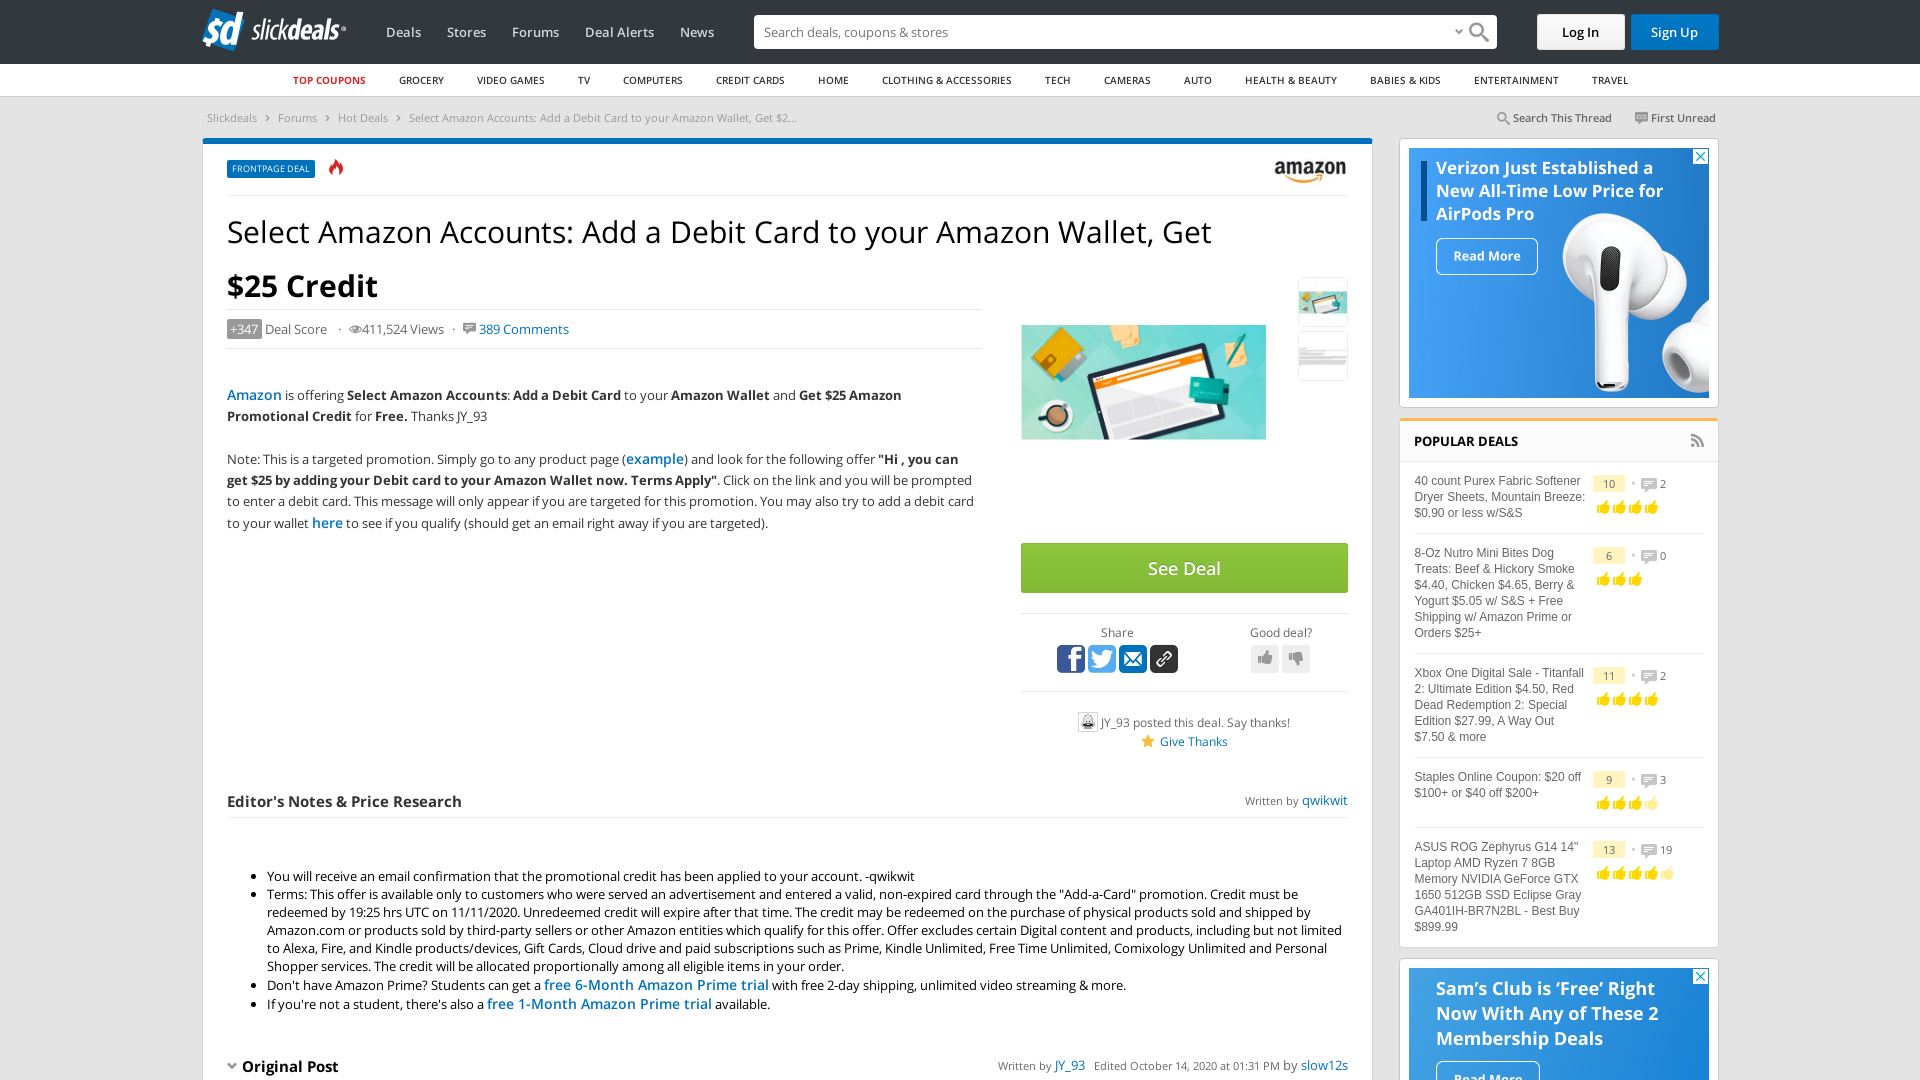 slickdeals
Deals Stores Forums Deal Alerts News
Search deals, coupons & stores
Log In
Sign Up
TOP COUPONS GROCERY VIDEO GAMES TV COMPUTERS CREDIT CARDS HOME CLOTHING & ACCESSORIES TECH CAMERAS AUTO HEALTH & BEAUTY BABIES & KIDS ENTERTAINMENT TRAVEL
Slickdeals > Forums > Hot Deals > Select Amazon Accounts: Add a Debit Card to your Amazon Wallet, Get $2...
Search This Thread First Unread
FRONTPAGE DEAL
amazon
Select Amazon Accounts: Add a Debit Card to your Amazon Wallet, Get
$25 Credit
+347 Deal Score · 411,524 Views · 389 Comments
Amazon is offering Select Amazon Accounts: Add a Debit Card to your Amazon Wallet and Get $25 Amazon
Promotional Credit for Free. Thanks JY_93
Note: This is a targeted promotion. Simply go to any product page (example) and look for the following offer "Hi , you can
get $25 by adding your Debit card to your Amazon Wallet now. Terms Apply". Click on the link and you will be prompted
to enter a debit card. This message will only appear if you are targeted for this promotion. You may also try to add a debit card
to your wallet here to see if you qualify (should get an email right away if you are targeted).
See Deal
Share
Good deal?
JY_93 posted this deal. Say thanks!
Give Thanks
Editor's Notes & Price Research
Written by qwikwit
• You will receive an email confirmation that the promotional credit has been applied to your account. -qwikwit
• Terms: This offer is available only to customers who were served an advertisement and entered a valid, non-expired card through the "Add-a-Card" promotion. Credit must be
redeemed by 19:25 hrs UTC on 11/11/2020. Unredeemed credit will expire after that time. The credit may be redeemed on the purchase of physical products sold and shipped by
Amazon.com or products sold by third-party sellers or other Amazon entities which qualify for this offer. Offer excludes certain Digital content and products, including but not limited
to Alexa, Fire, and Kindle products/devices, Gift Cards, Cloud drive and paid subscriptions such as Prime, Kindle Unlimited, Free Time Unlimited, Comixology Unlimited and Personal
Shopper services. The credit will be allocated proportionally among all eligible items in your order.
• Don't have Amazon Prime? Students can get a free 6-Month Amazon Prime trial with free 2-day shipping, unlimited video streaming & more.
• If you're not a student, there's also a free 1-Month Amazon Prime trial available.
Original Post
Written by JY_93 Edited October 14, 2020 at 01:31 PM by slow12s
Verizon Just Established a
New All-Time Low Price for
AirPods Pro
Read More
POPULAR DEALS
40 count Purex Fabric Softener
Dryer Sheets, Mountain Breeze:
$0.90 or less w/S&S
10 • 2
8-Oz Nutro Mini Bites Dog
Treats: Beef & Hickory Smoke
$4.40, Chicken $4.65, Berry &
Yogurt $5.05 w/ S&S + Free
Shipping w/ Amazon Prime or
Orders $25+
6 • 0
Xbox One Digital Sale - Titanfall
2: Ultimate Edition $4.50, Red
Dead Redemption 2: Special
Edition $27.99, A Way Out
$7.50 & more
11 • 2
Staples Online Coupon: $20 off
$100+ or $40 off $200+
9 • 3
ASUS ROG Zephyrus G14 14"
Laptop AMD Ryzen 7 8GB
Memory NVIDIA GeForce GTX
1650 512GB SSD Eclipse Gray
GA401IH-BR7N2BL - Best Buy
$899.99
13 • 19
Sam's Club is ‘Free’ Right
Now With Any of These 2
Membership Deals
Read More